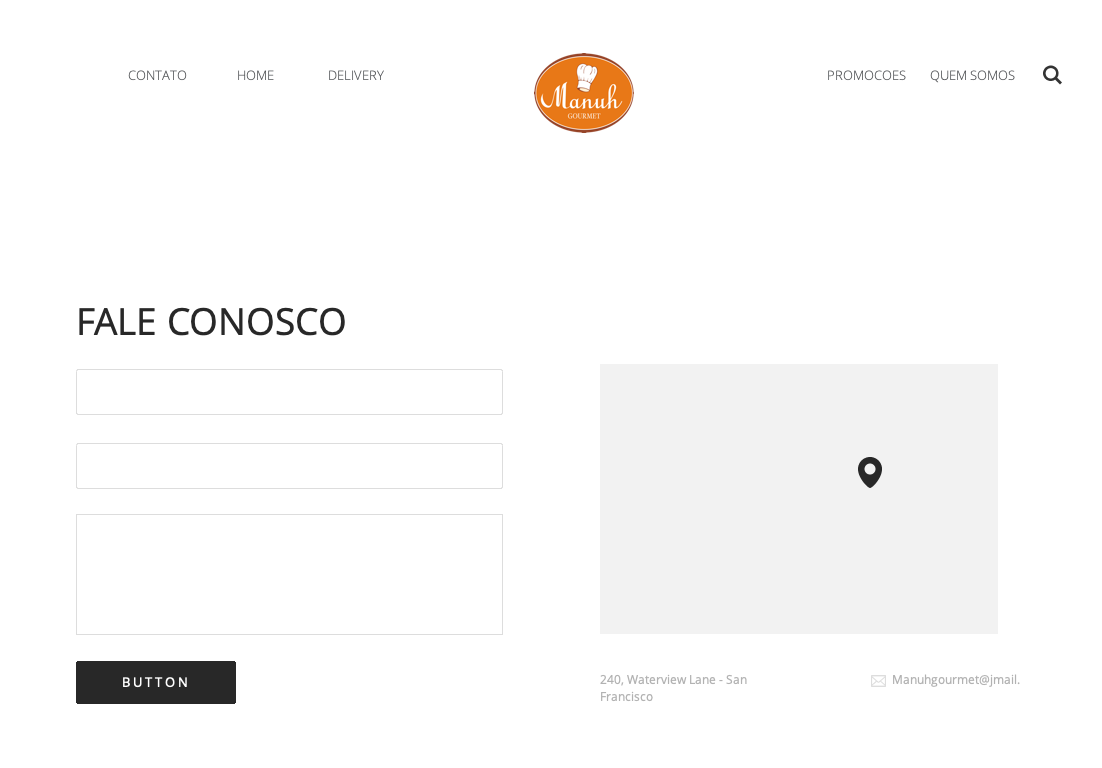 CONTATO HOME DELIVERY PROMOCOES QUEM SOMOS
Manuh
GOURMET
FALE CONOSCO
BUTTON
240, Waterview Lane - San
Francisco
Manuhgourmet@jmail.